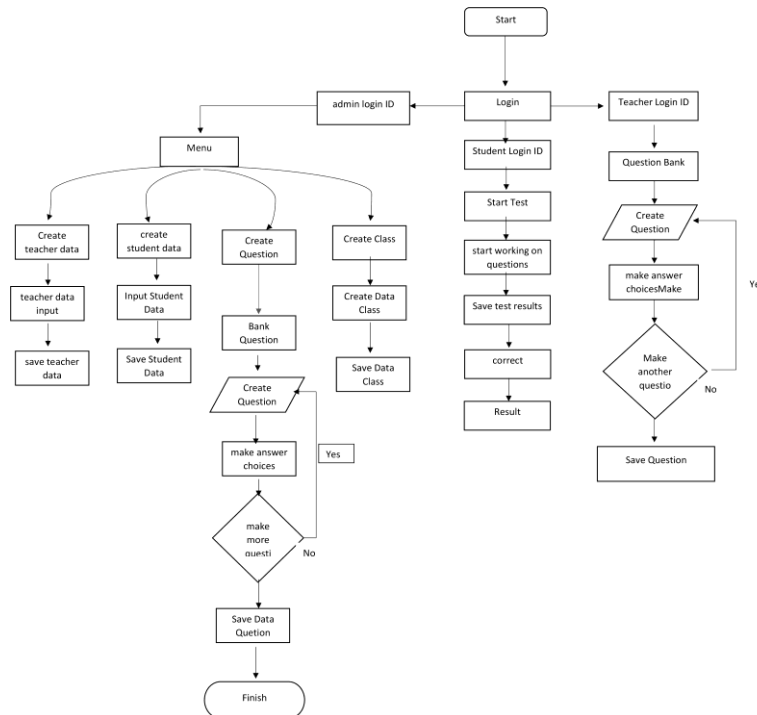 Start
admin login ID
Login
Teacher Login ID
Menu
Student Login ID
Question Bank
Start Test
Create
Question
Create
teacher data
create
student data
Create
Question
Create Class
start working on
questions
make answer
choicesMake
Yes
teacher data
input
Input Student
Data
Create Data
Class
Save test results
Bank
Question
save teacher
data
Save Student
Data
Save Data
Class
correct
Make
another
questio
No
Create
Question
Result
make answer
choices
Yes
Save Question
make
more
questi
No
Save Data
Quetion
Finish